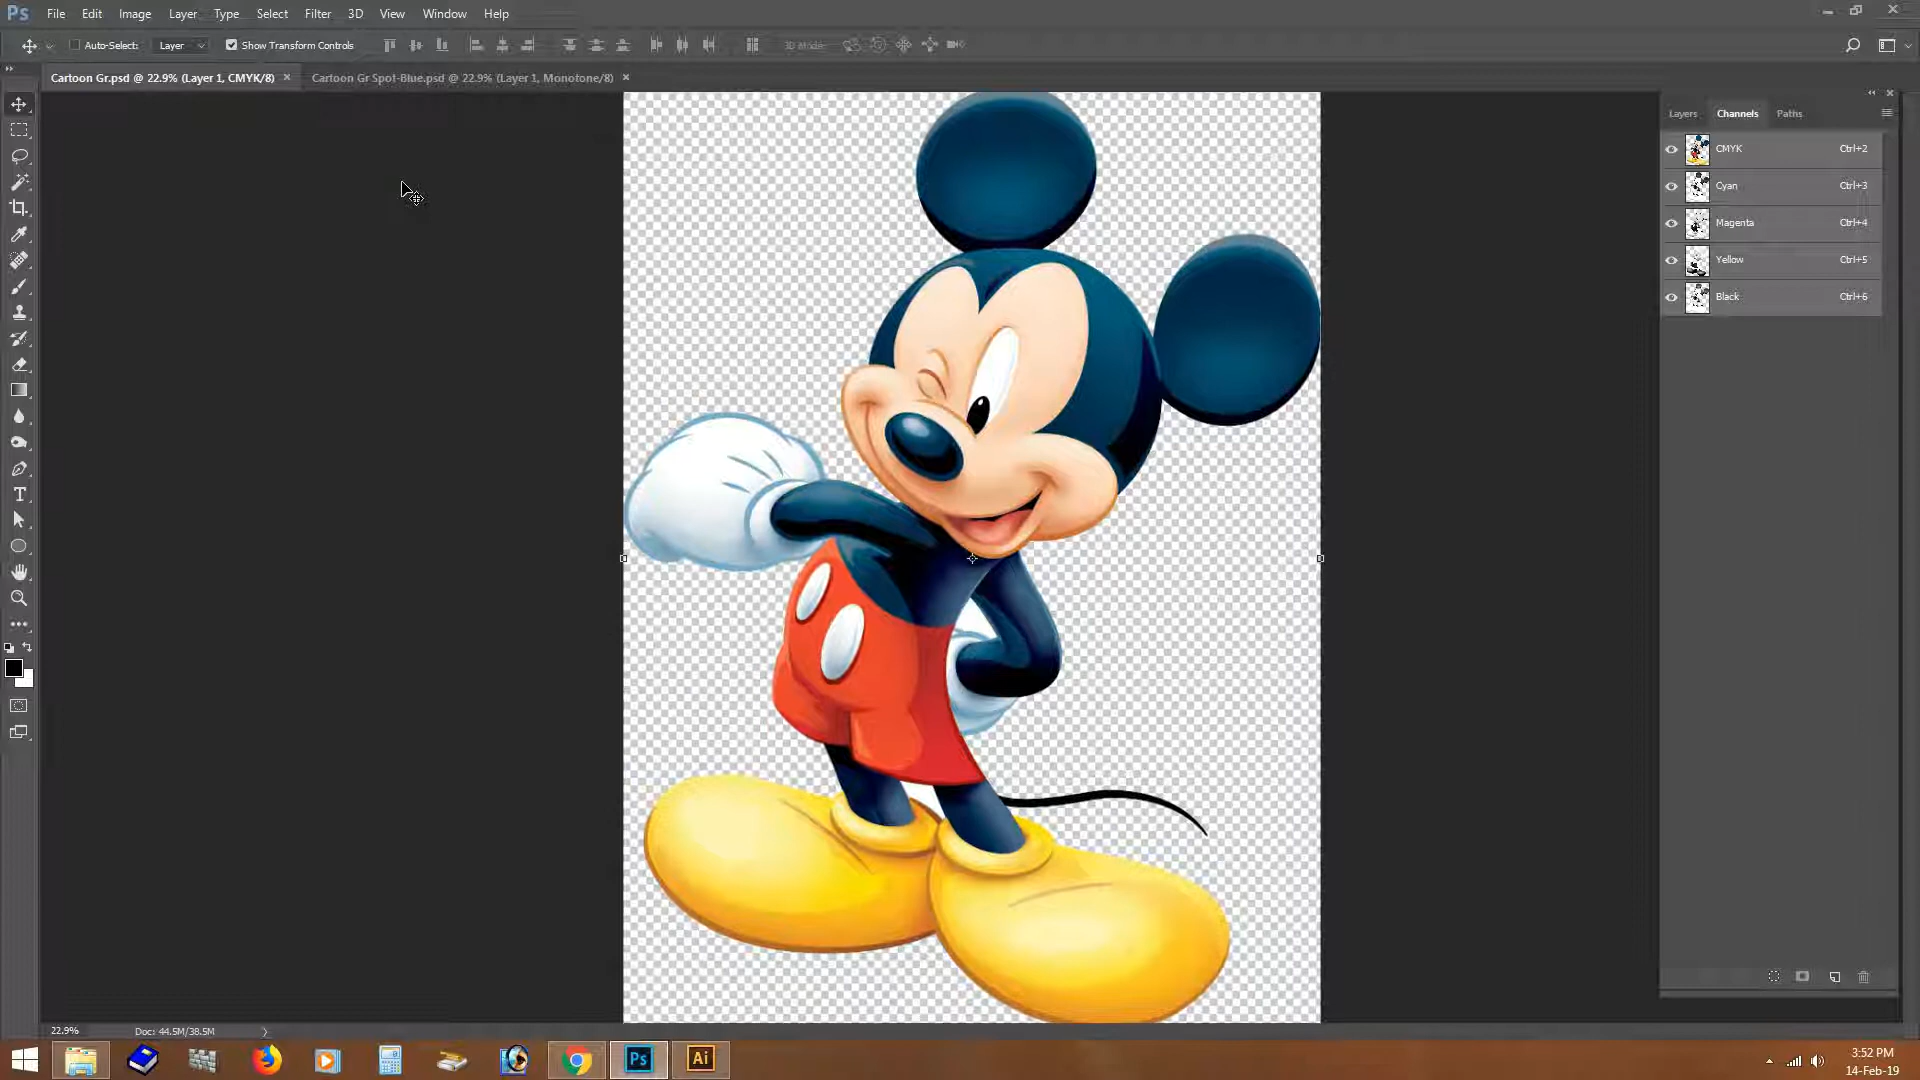 Ps File Edit Image Layer Type Select Filter 3D View Window Help
Auto-Select: Layer Show Transform Controls 3D Mode:
Cartoon Gr.psd @ 22.9% (Layer 1, CMYK/8) × Cartoon Gr Spot-Blue.psd @ 22.9% (Layer 1, Monotone/8) ×
Layers Channels Paths
CMYK Ctrl+2
Cyan Ctrl+3
Magenta Ctrl+4
Yellow Ctrl+5
Black Ctrl+6
22.9% Doc: 44.5M/38.5M
Ps Ai
3:52 PM
14-Feb-19